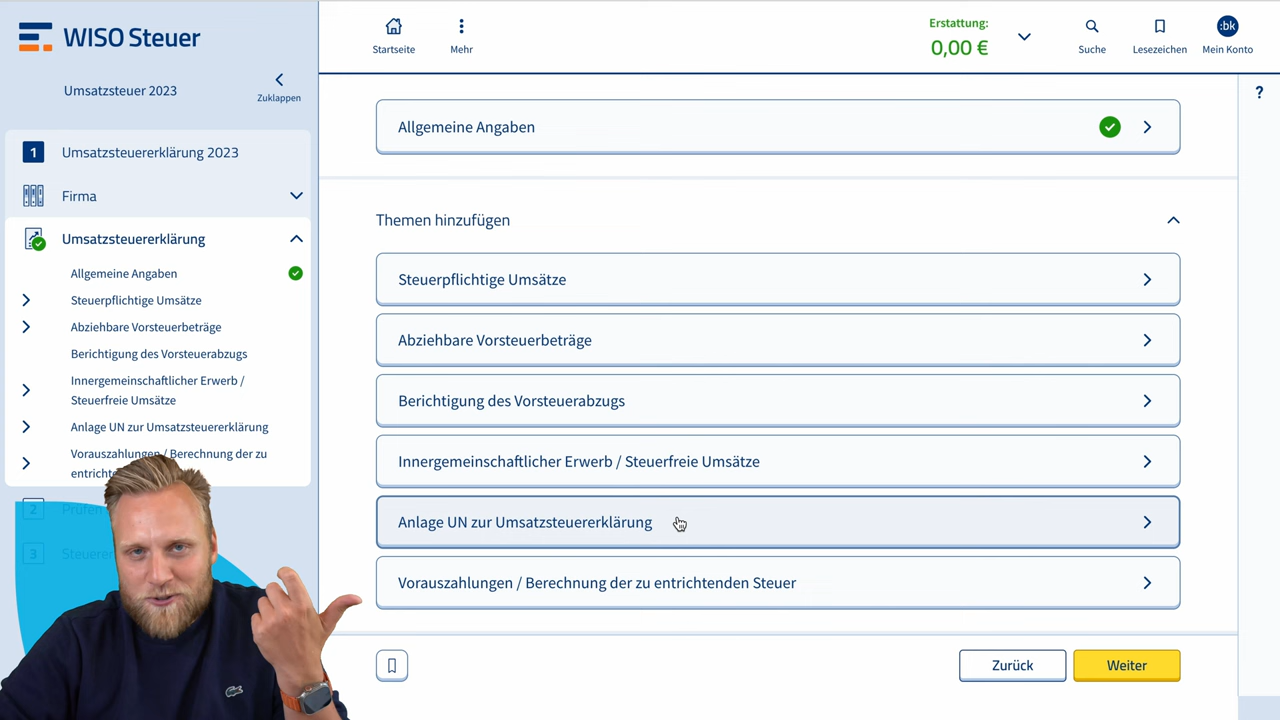 WISO Steuer
Umsatzsteuer 2023
Zuklappen
1 Umsatzsteuererklärung 2023
Firma
Umsatzsteuererklärung
Allgemeine Angaben
Steuerpflichtige Umsätze
Abziehbare Vorsteuerbeträge
Berichtigung des Vorsteuerabzugs
Innergemeinschaftlicher Erwerb /
Steuerfreie Umsätze
Anlage UN zur Umsatzsteuererklärung
Vorauszahlungen / Berechnung der zu
2
3
Startseite
Mehr
Erstattung:
0,00 €
Suche
Lesezeichen
:bk
Mein Konto
?
Allgemeine Angaben
Themen hinzufügen
Steuerpflichtige Umsätze
Abziehbare Vorsteuerbeträge
Berichtigung des Vorsteuerabzugs
Innergemeinschaftlicher Erwerb / Steuerfreie Umsätze
Anlage UN zur Umsatzsteuererklärung
Vorauszahlungen / Berechnung der zu entrichtenden Steuer
Zurück
Weiter